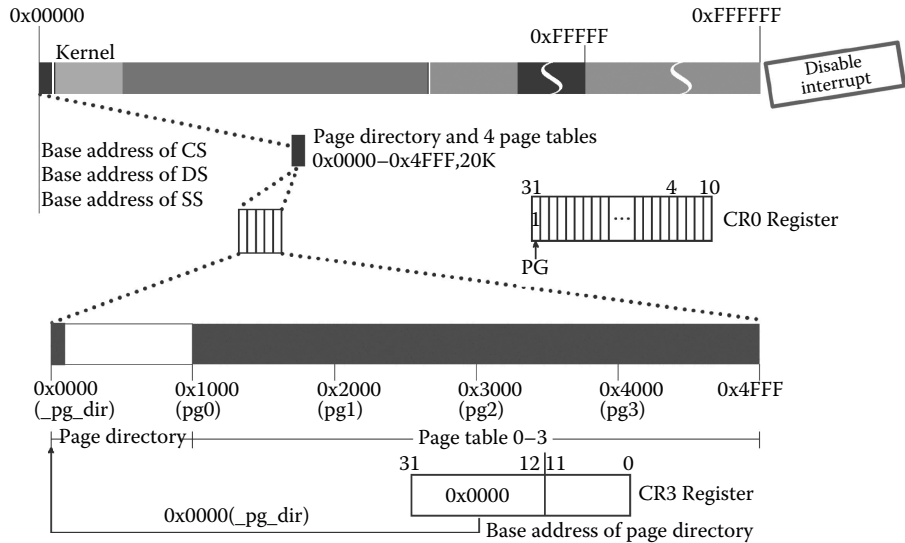 0x00000
0xFFFFFF
0xFFFFF
Kernel
Disable
interrupt
Page directory and 4 page tables
0x0000–0x4FFF,20K
Base address of CS
Base address of DS
Base address of SS
31 4 10
1 ... CR0 Register
PG
0x0000 0x1000 0x2000 0x3000 0x4000 0x4FFF
(_pg_dir) (pg0) (pg1) (pg2) (pg3)
Page directory Page table 0–3
31 12 11 0
0x0000 CR3 Register
0x0000(_pg_dir)
Base address of page directory